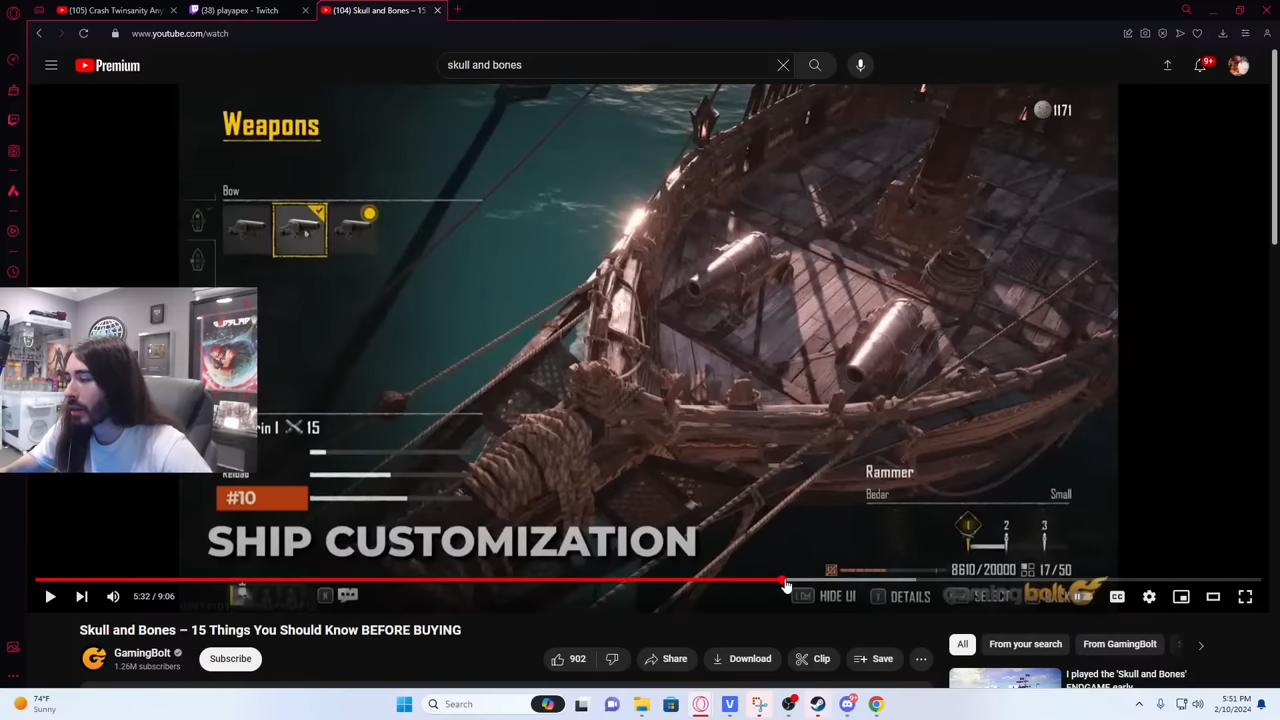 (105) Crash Twinsanity Any
(38) playapex - Twitch
(104) Skull and Bones – 15
www.youtube.com/watch
Premium
skull and bones
9+
Weapons
1171
Bow
15
Reload
#10
SHIP CUSTOMIZATION
Rammer
Bedar
Small
1
2
3
8610/20000
17/50
5:32 / 9:06
HIDE UI
DETAILS
CC
Skull and Bones – 15 Things You Should Know BEFORE BUYING
GamingBolt
1.26M subscribers
Subscribe
902
Share
Download
Clip
Save
All
From your search
From GamingBolt
I played the 'Skull and Bones'
ENDGAME early
74°F
Sunny
Search
5:51 PM
2/10/2024